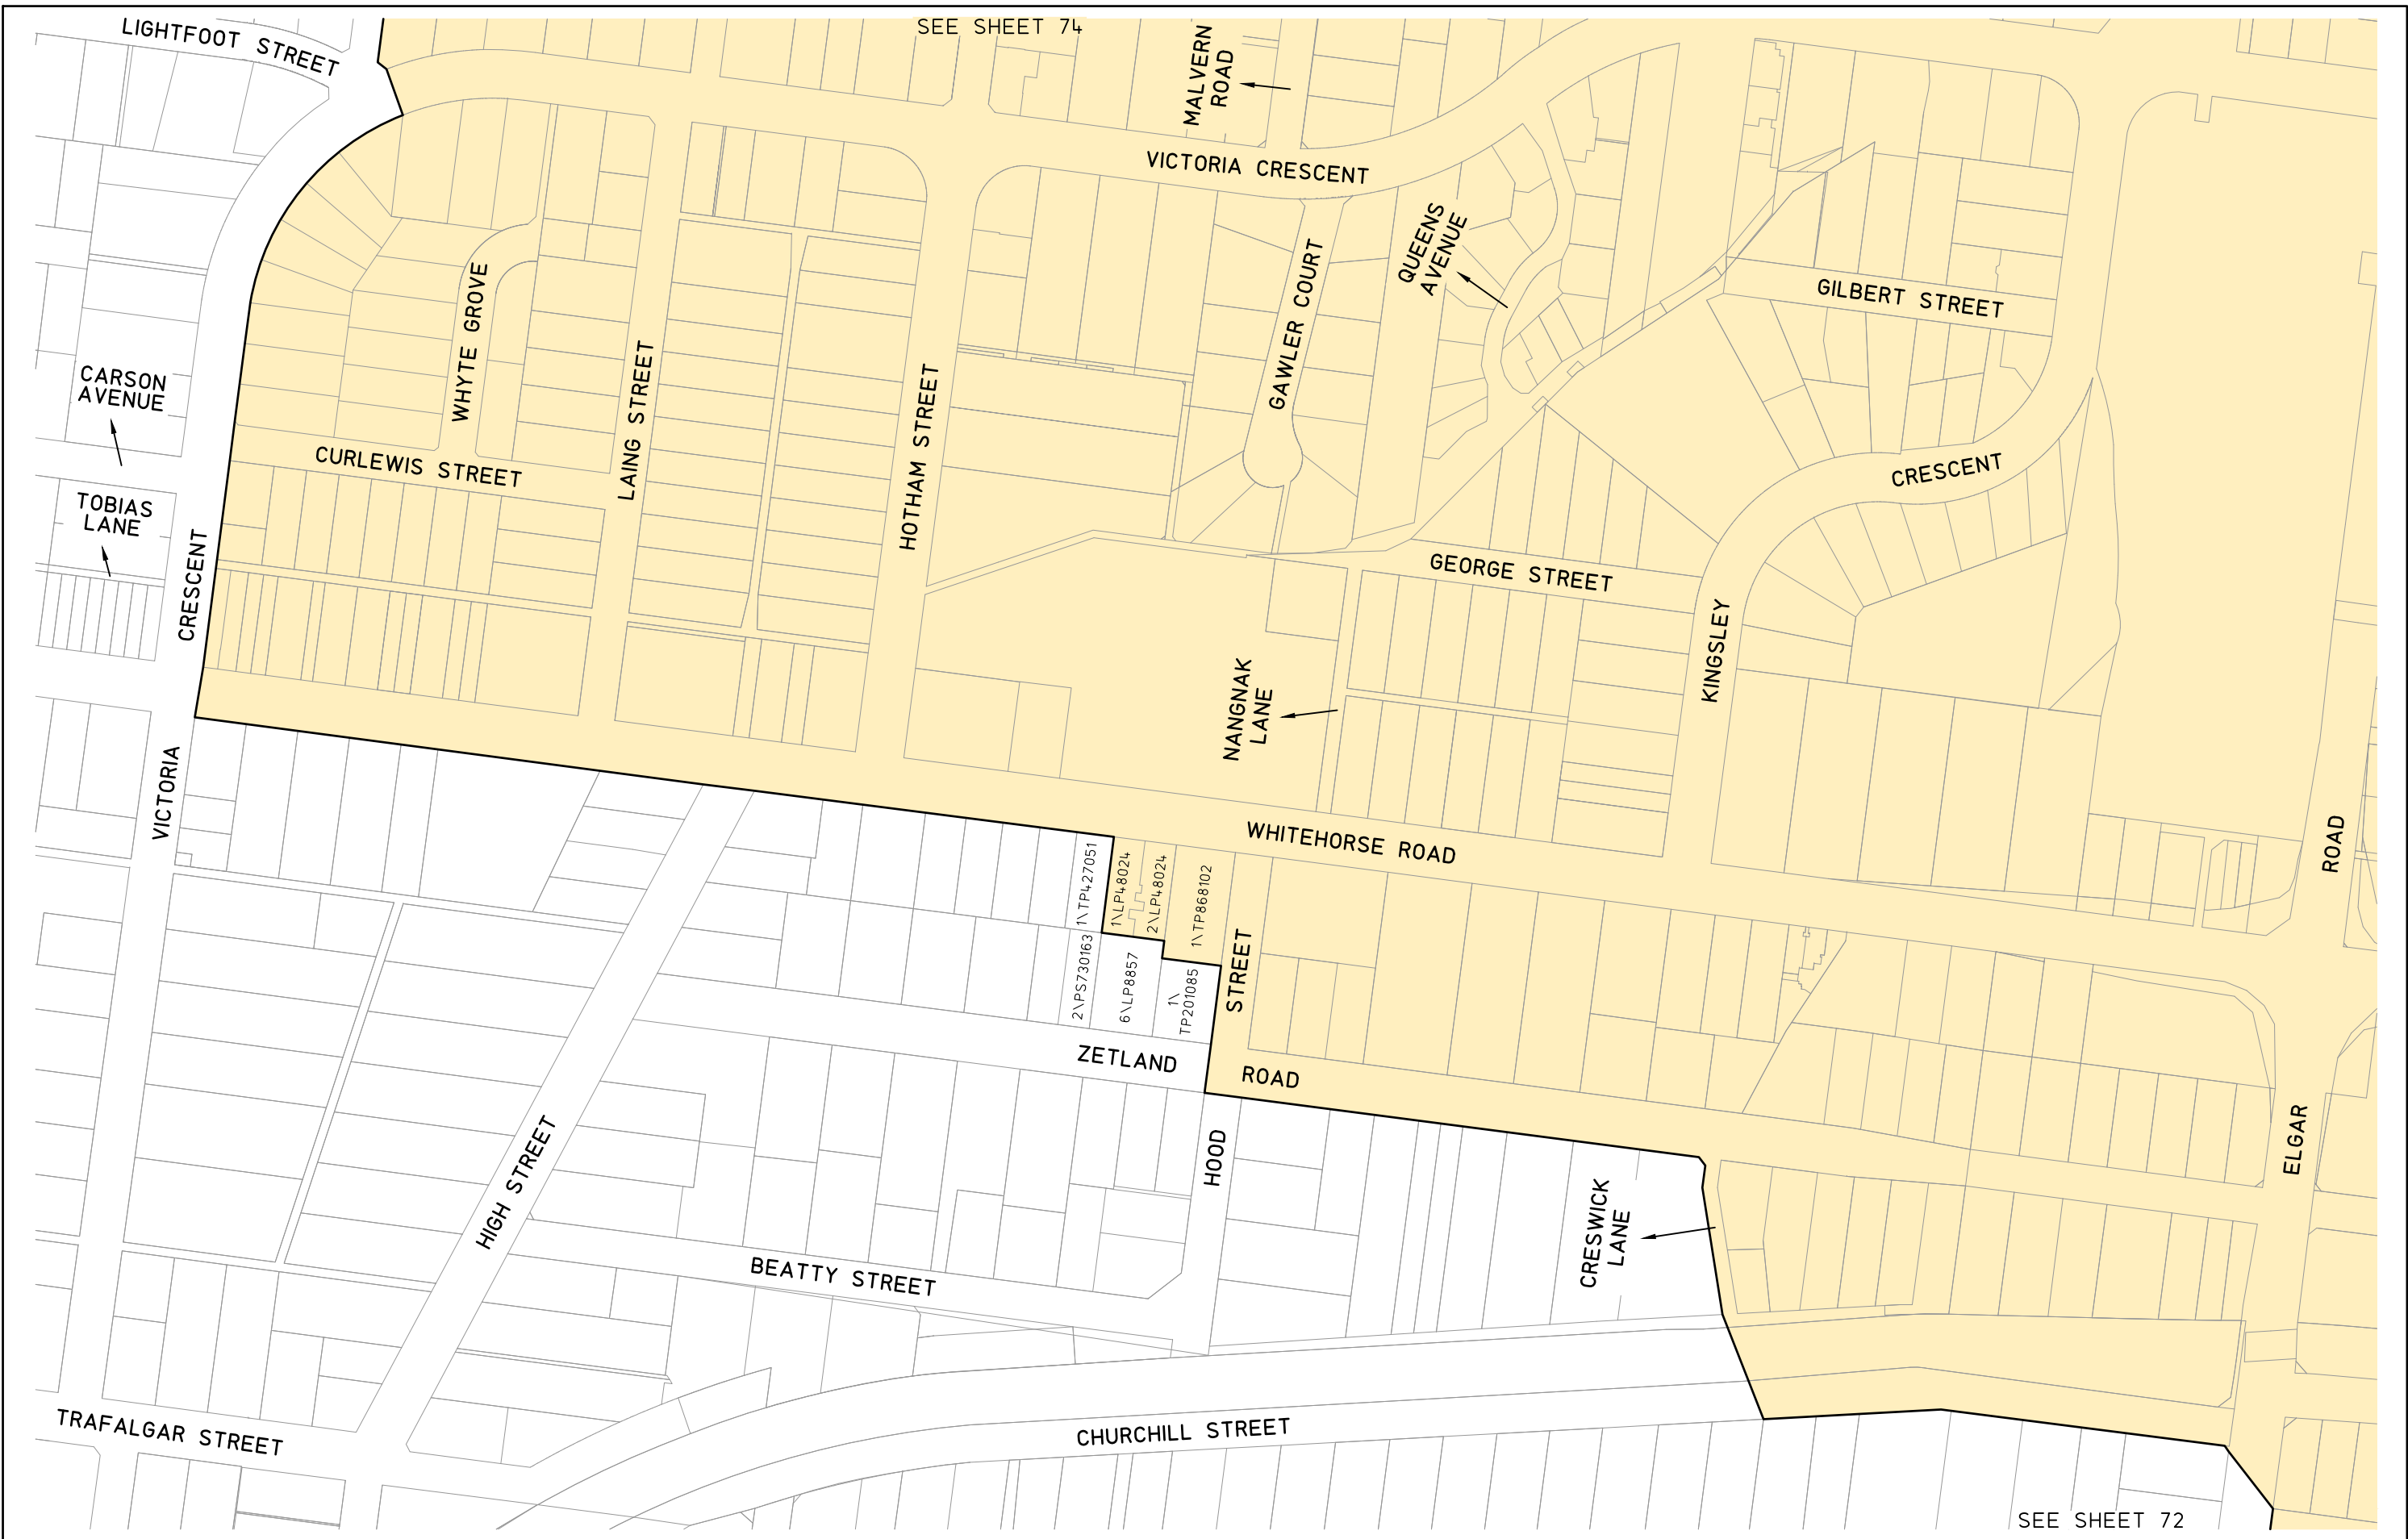 SEE SHEET 74
LIGHTFOOT STREET
MALVERN
ROAD
VICTORIA CRESCENT
QUEENS
AVENUE
GAWLER COURT
GILBERT STREET
WHYTE GROVE
CARSON
AVENUE
LAING STREET
HOTHAM STREET
CURLEWIS STREET
CRESCENT
TOBIAS
LANE
CRESCENT
GEORGE STREET
KINGSLEY
NANGNAK
LANE
VICTORIA
WHITEHORSE ROAD
ROAD
1\TP427051
1\LP48024
2\LP48024
1\TP868102
2\PS730163
6\LP8857
1\
TP201085
STREET
ZETLAND
ROAD
HIGH STREET
HOOD
ELGAR
CRESWICK
LANE
BEATTY STREET
TRAFALGAR STREET
CHURCHILL STREET
SEE SHEET 72